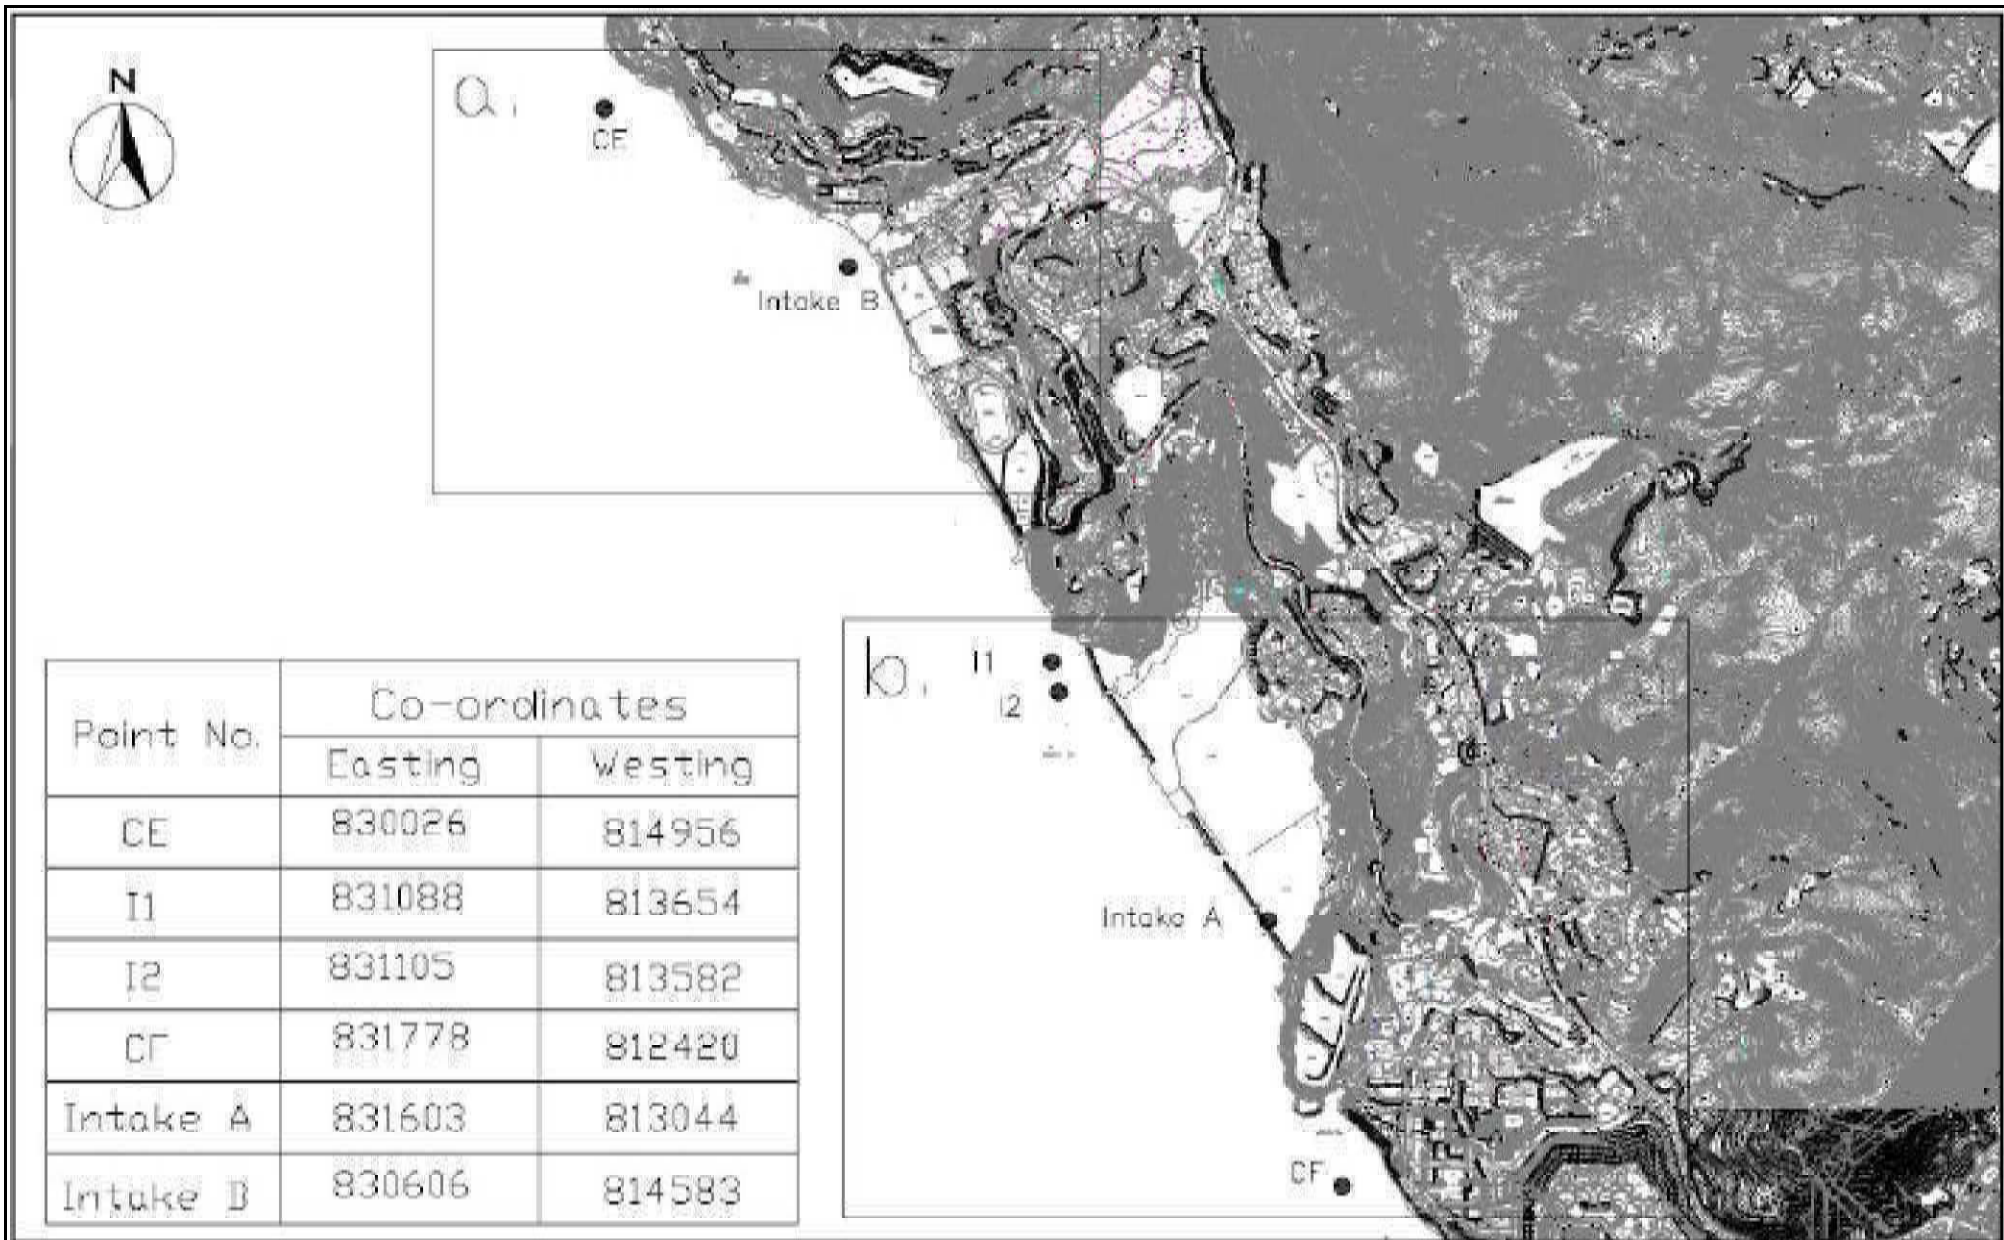 N
a.
CE
Intake B
b.
I1
I2
Intake A
CF
Point No. Co-ordinates
Easting Westing
CE 830026 814956
I1 831088 813654
I2 831105 813582
CF 831778 812420
Intake A 831603 813044
Intake B 830606 814583